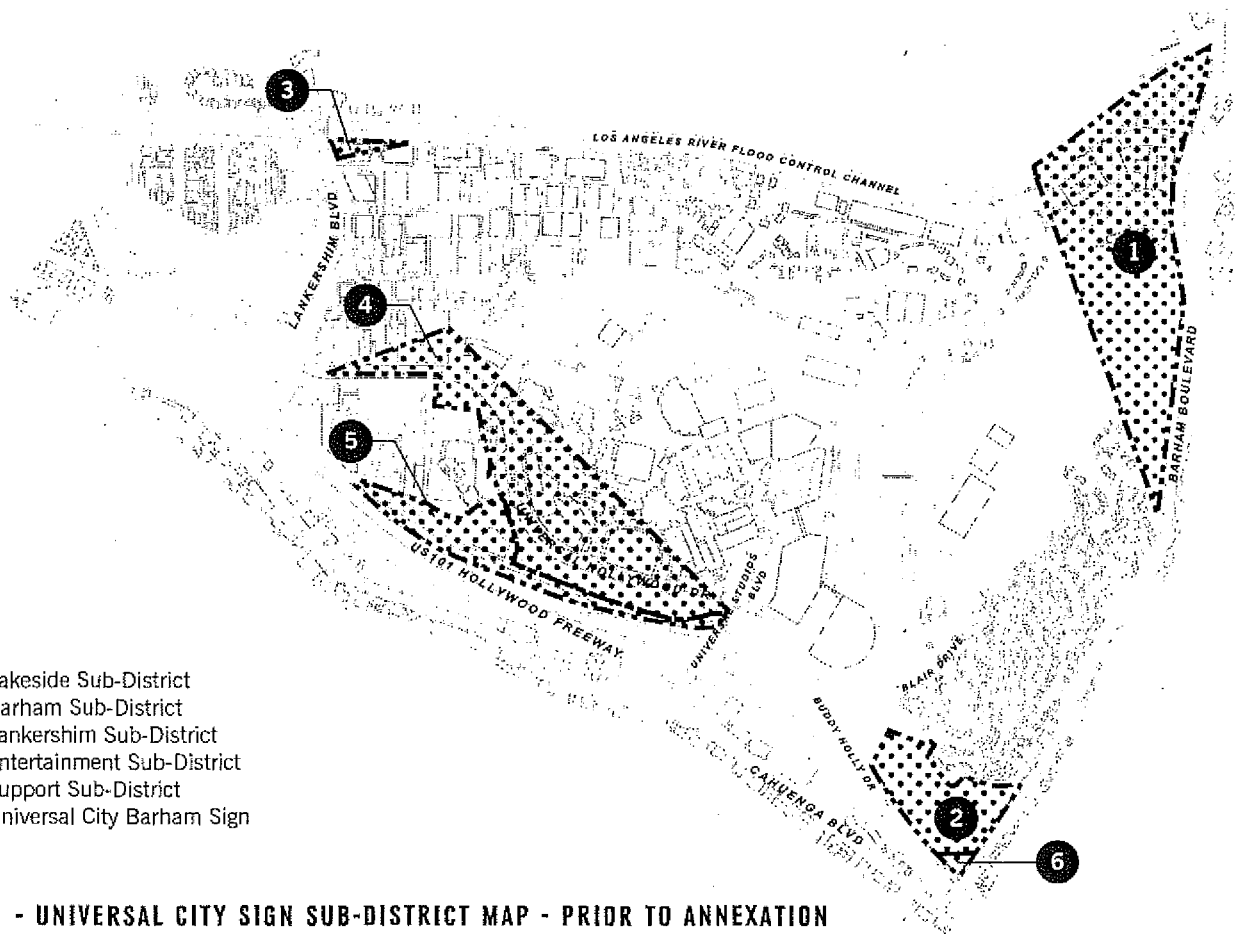 3
LOS ANGELES RIVER FLOOD CONTROL CHANNEL
1
LANKERSHIM BLVD
4
BARHAM BOULEVARD
5
UNIVERSAL HOLLYWOOD DR
US101 HOLLYWOOD FREEWAY
UNIVERSAL STUDIOS
BLVD
BLAIR DRIVE
BUDDY HOLLY DR
CAHUENGA BLVD
2
6
akeside Sub-District
arham Sub-District
ankershim Sub-District
ntertainment Sub-District
upport Sub-District
niversal City Barham Sign
- UNIVERSAL CITY SIGN SUB-DISTRICT MAP - PRIOR TO ANNEXATION